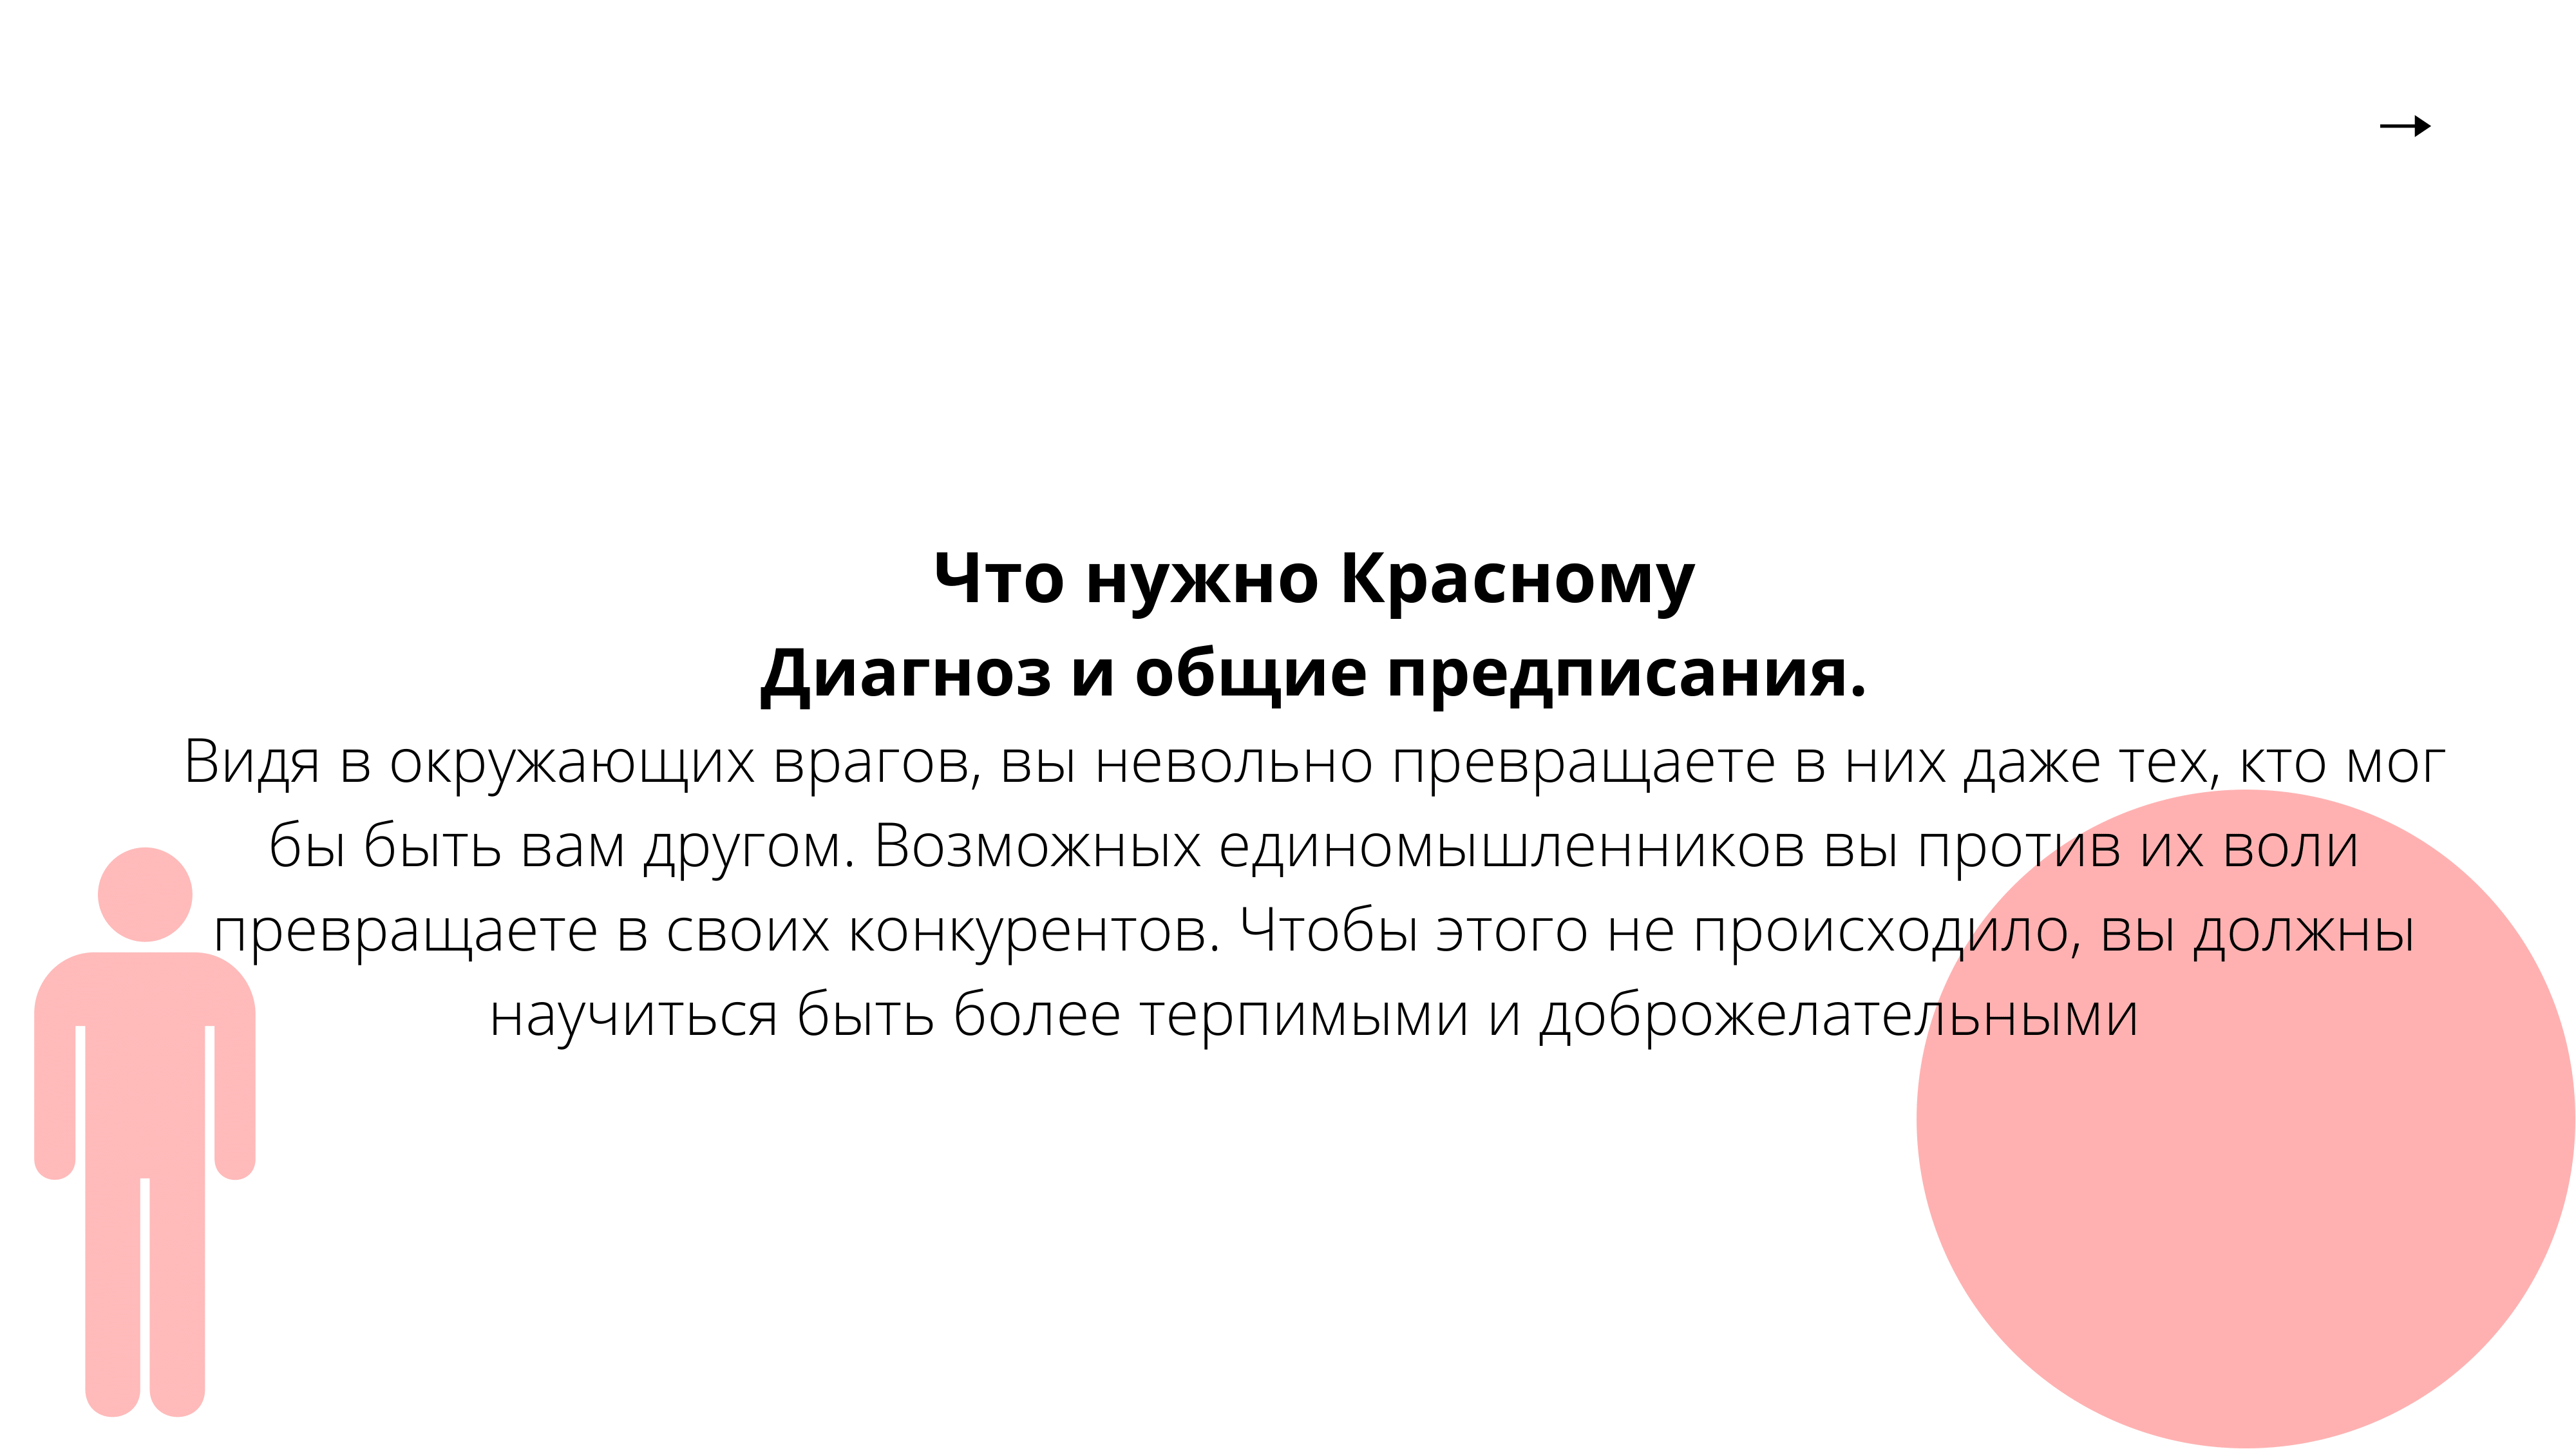 Что нужно Красному
Диагноз и общие предписания.
Видя в окружающих врагов, вы невольно превращаете в них даже тех, кто мог
бы быть вам другом. Возможных единомышленников вы против их воли
превращаете в своих конкурентов. Чтобы этого не происходило, вы должны
научиться быть более терпимыми и доброжелательными